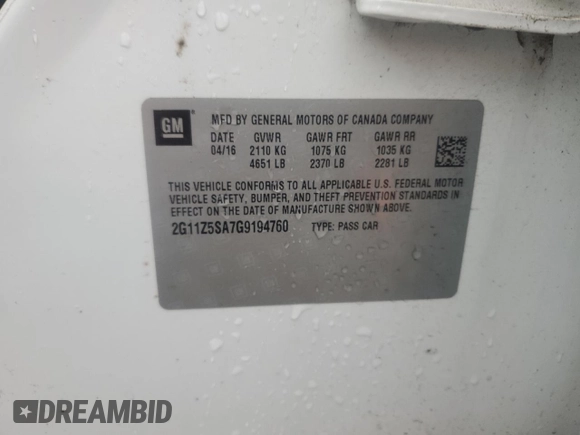 GM
MFD BY GENERAL MOTORS OF CANADA COMPANY
DATE GVWR GAWR FRT GAWR RR
04/16 2110 KG 1075 KG 1035 KG
4651 LB 2370 LB 2281 LB
THIS VEHICLE CONFORMS TO ALL APPLICABLE U.S. FEDERAL MOTOR
VEHICLE SAFETY, BUMPER, AND THEFT PREVENTION STANDARDS IN
EFFECT ON THE DATE OF MANUFACTURE SHOWN ABOVE.
2G11Z5SA7G9194760 TYPE: PASS CAR
DREAMBID